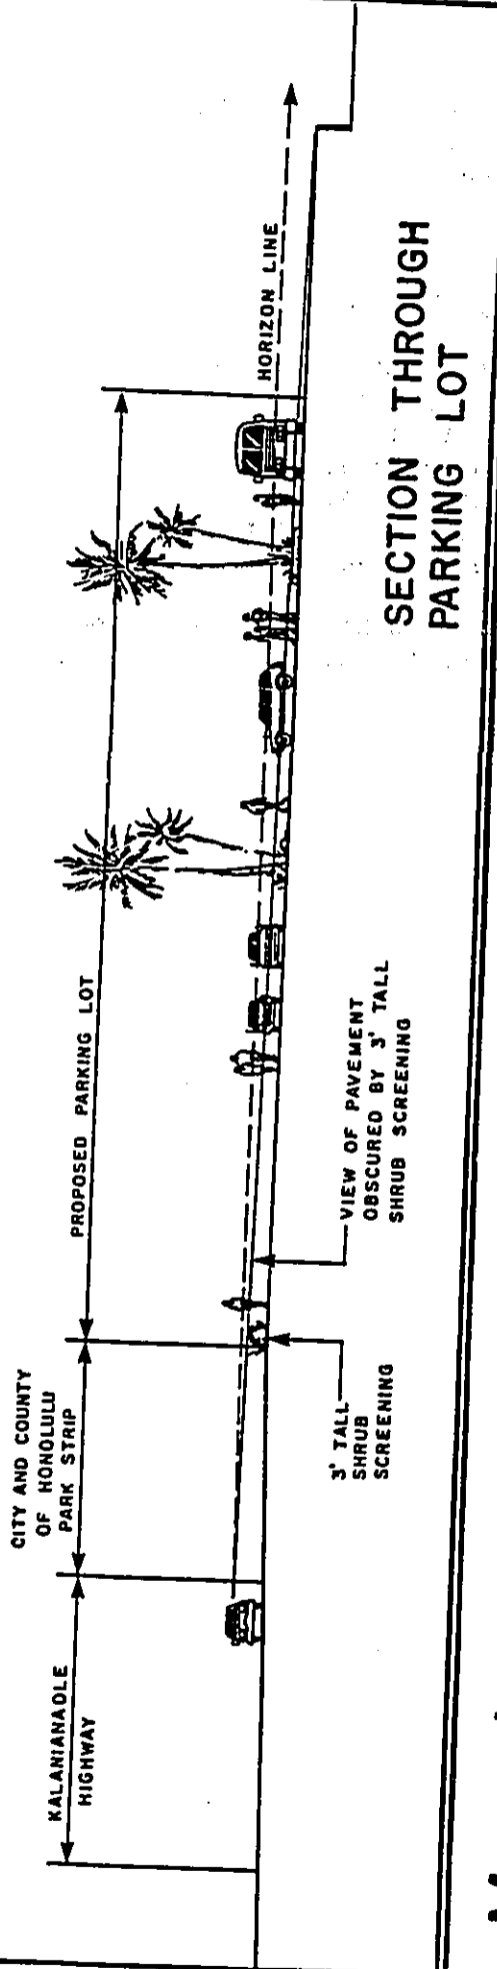 KALANIANAOLE
HIGHWAY
CITY AND COUNTY
OF HONOLULU
PARK STRIP
PROPOSED PARKING LOT
HORIZON LINE
3' TALL
SHRUB
SCREENING
VIEW OF PAVEMENT
OBSCURED BY 3' TALL
SHRUB SCREENING
SECTION THROUGH
PARKING LOT